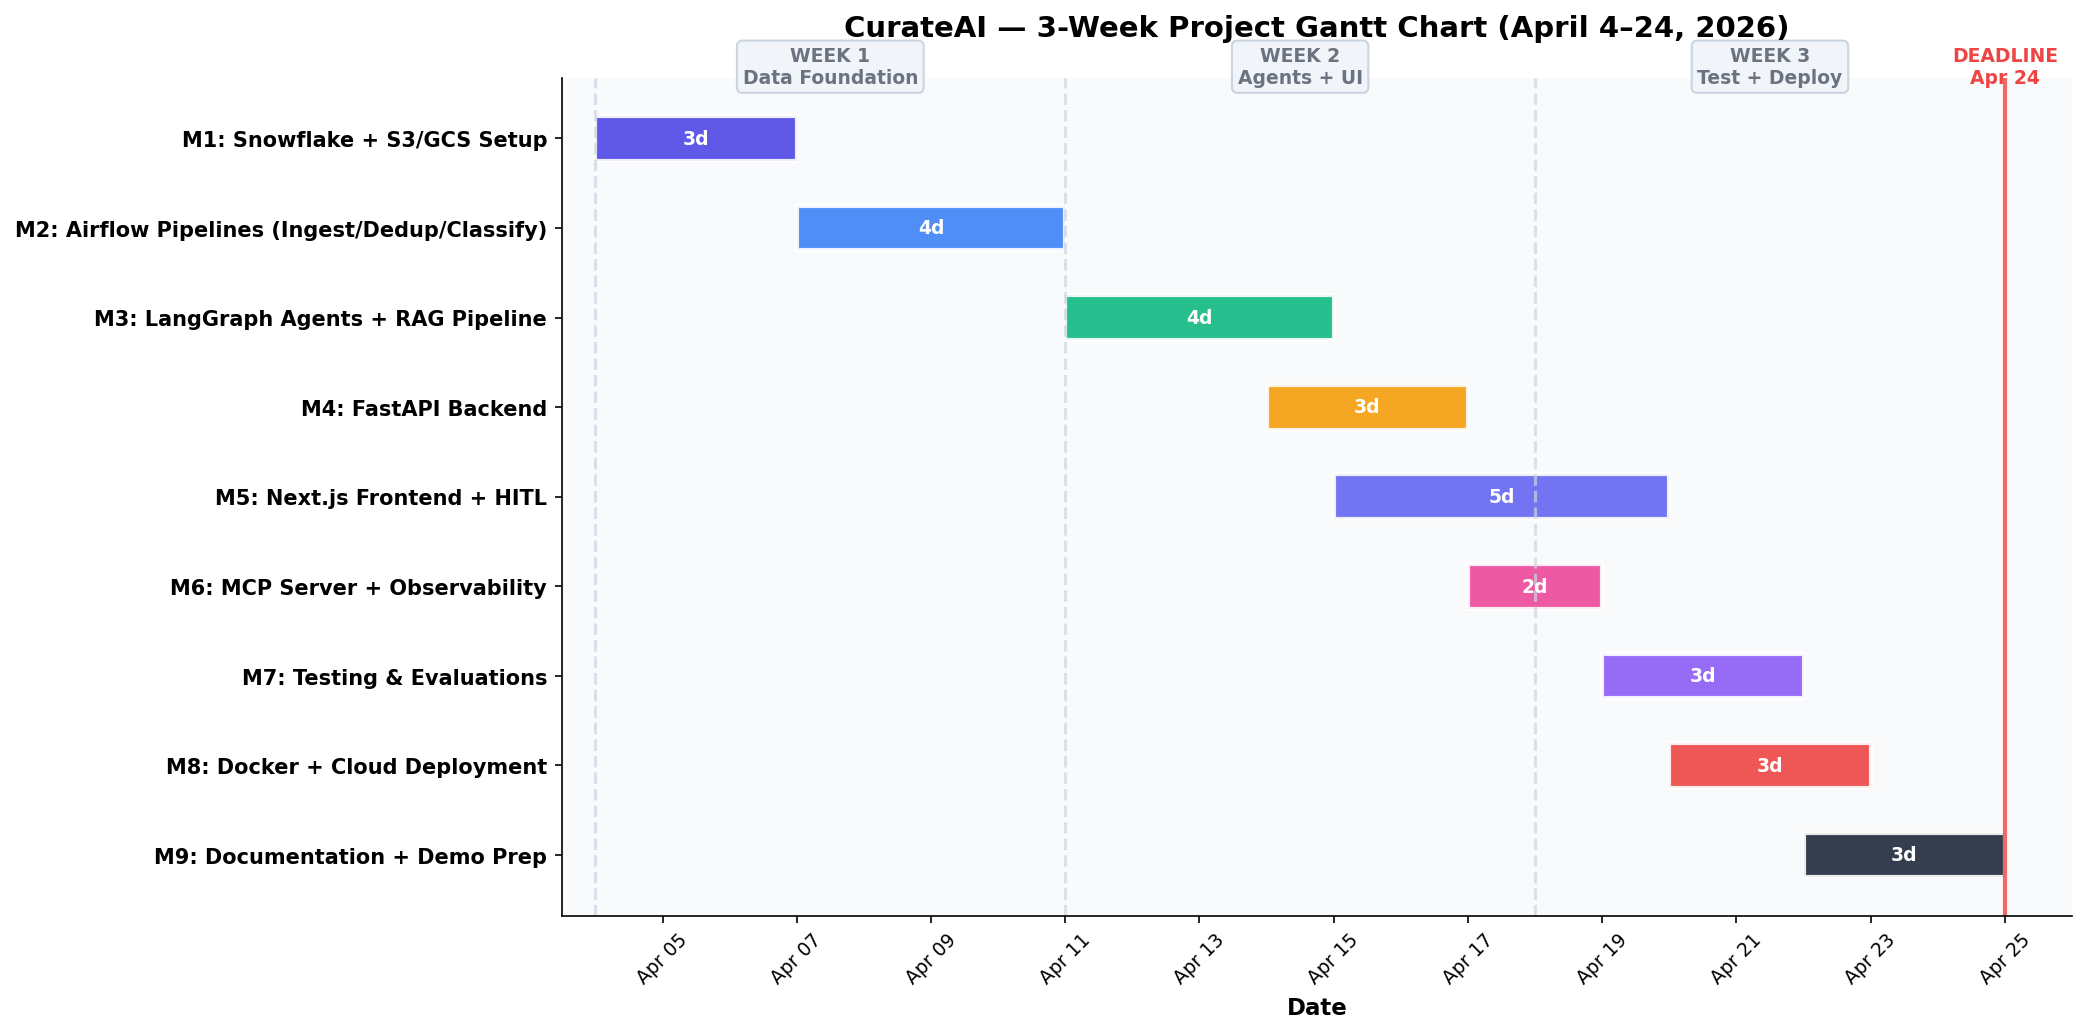 CurateAI — 3-Week Project Gantt Chart (April 4–24, 2026)
WEEK 1
Data Foundation
WEEK 2
Agents + UI
WEEK 3
Test + Deploy
DEADLINE
Apr 24
M1: Snowflake + S3/GCS Setup
3d
M2: Airflow Pipelines (Ingest/Dedup/Classify)
4d
M3: LangGraph Agents + RAG Pipeline
4d
M4: FastAPI Backend
3d
M5: Next.js Frontend + HITL
5d
M6: MCP Server + Observability
2d
M7: Testing & Evaluations
3d
M8: Docker + Cloud Deployment
3d
M9: Documentation + Demo Prep
3d
Apr 05
Apr 07
Apr 09
Apr 11
Apr 13
Apr 15
Apr 17
Apr 19
Apr 21
Apr 23
Apr 25
Date